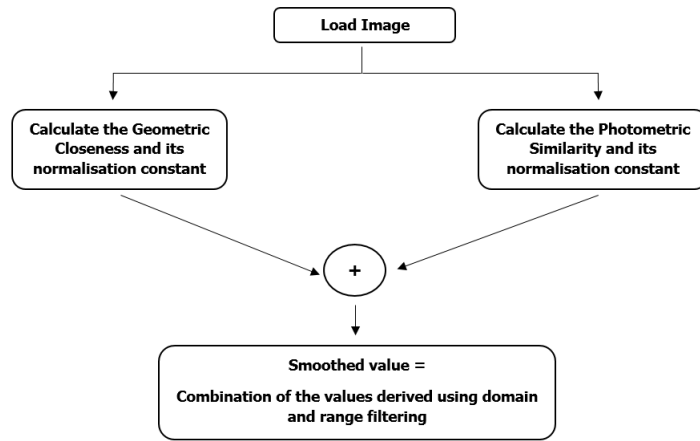 Load Image
Calculate the Geometric
Closeness and its
normalisation constant
Calculate the Photometric
Similarity and its
normalisation constant
+
Smoothed value =
Combination of the values derived using domain
and range filtering